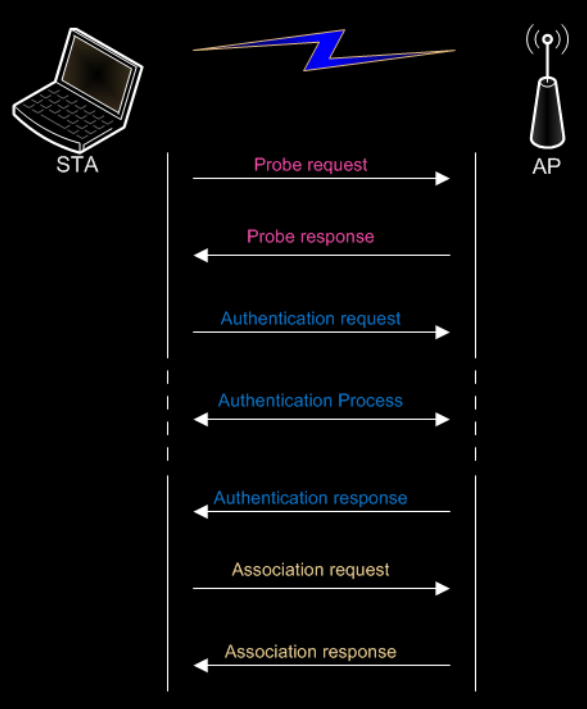 STA
AP
Probe request
Probe response
Authentication request
Authentication Process
Authentication response
Association request
Association response